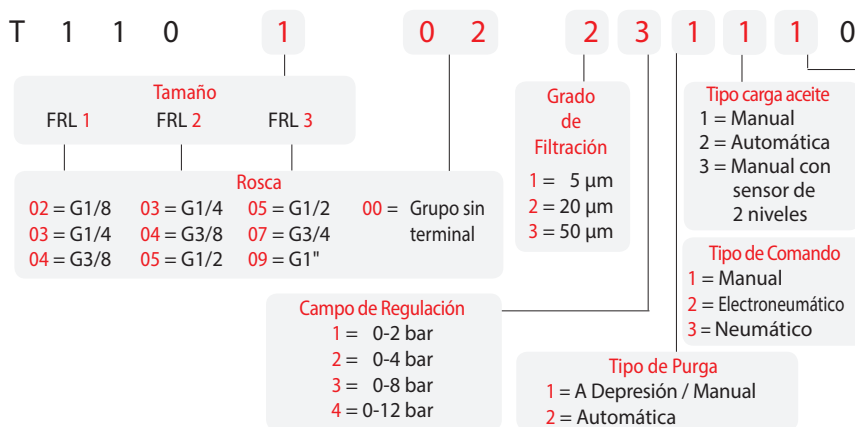 T 1 1 0 1 0 2 2 3 1 1 1 0
Tamaño
FRL 1 FRL 2 FRL 3
Rosca
02 = G1/8 03 = G1/4 05 = G1/2 00 = Grupo sin
03 = G1/4 04 = G3/8 07 = G3/4 terminal
04 = G3/8 05 = G1/2 09 = G1"
Grado
de
Filtración
1 = 5 µm
2 = 20 µm
3 = 50 µm
Tipo carga aceite
1 = Manual
2 = Automática
3 = Manual con
sensor de
2 niveles
Tipo de Comando
1 = Manual
2 = Electroneumático
3 = Neumático
Campo de Regulación
1 = 0-2 bar
2 = 0-4 bar
3 = 0-8 bar
4 = 0-12 bar
Tipo de Purga
1 = A Depresión / Manual
2 = Automática